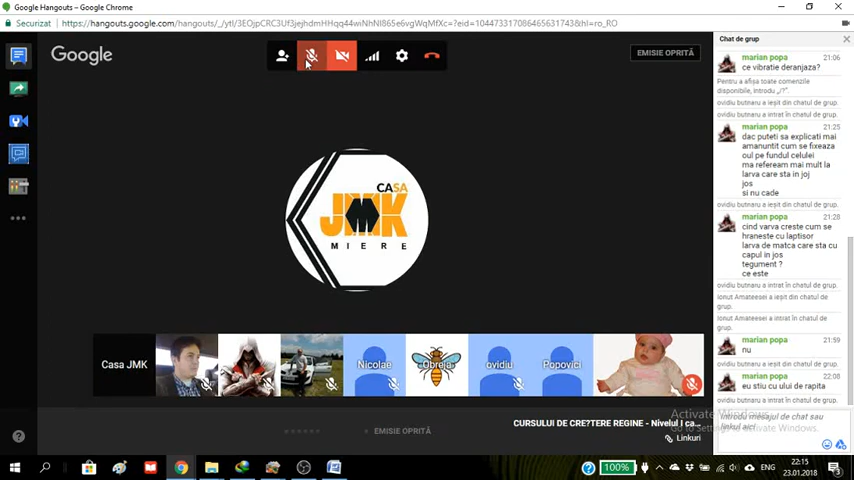 Google Hangouts - Google Chrome
Securizat
https://hangouts.google.com/hangouts/_/ytl/3EOjpCRC3Uf3jejhdmHHqq44wiNhNl865e6vgWqMfXc=?eid=104473317086465631743&hl=ro_RO
Google
EMISIE OPRITĂ
Chat de grup
marian popa 21:06
ce vibratie deranjaza?
Pentru a afișa toate comenzile
disponibile, introdu „/?”.
ovidiu butnaru a ieșit din chatul de grup.
ovidiu butnaru a intrat în chatul de grup.
marian popa 21:25
dac puteti sa explicati mai
amanuntit cum se fixeaza
oul pe fundul celulei
ma refeream mai mult la
larva care sta in joj
jos
si nu cade
ovidiu butnaru a ieșit din chatul de grup.
marian popa 21:28
cind varva creste cum se
hraneste cu laptisor
larva de matca care sta cu
capul in jos
tegument ?
ce este
ovidiu butnaru a intrat în chatul de grup.
Ionut Amateesei a ieșit din chatul de
grup.
Ionut Amateesei a intrat în chatul de
grup.
marian popa 21:59
nu
ovidiu butnaru a ieșit din chatul de grup.
marian popa 22:08
eu stiu cu ului de rapita
ovidiu butnaru a intrat în chatul de grup.
CASA
JMK
MIERE
Casa JMK
Nicolae
Obreja
ovidiu
Popovici
EMISIE OPRITĂ
CURSULUI DE CRE?TERE REGINE - Nivelul I ca...
Linkuri
Introdu mesajul de chat sau
linkul aici
Activate Windows
Go to Settings to activate Windows.
100%
ENG
22:15
23.01.2018
3